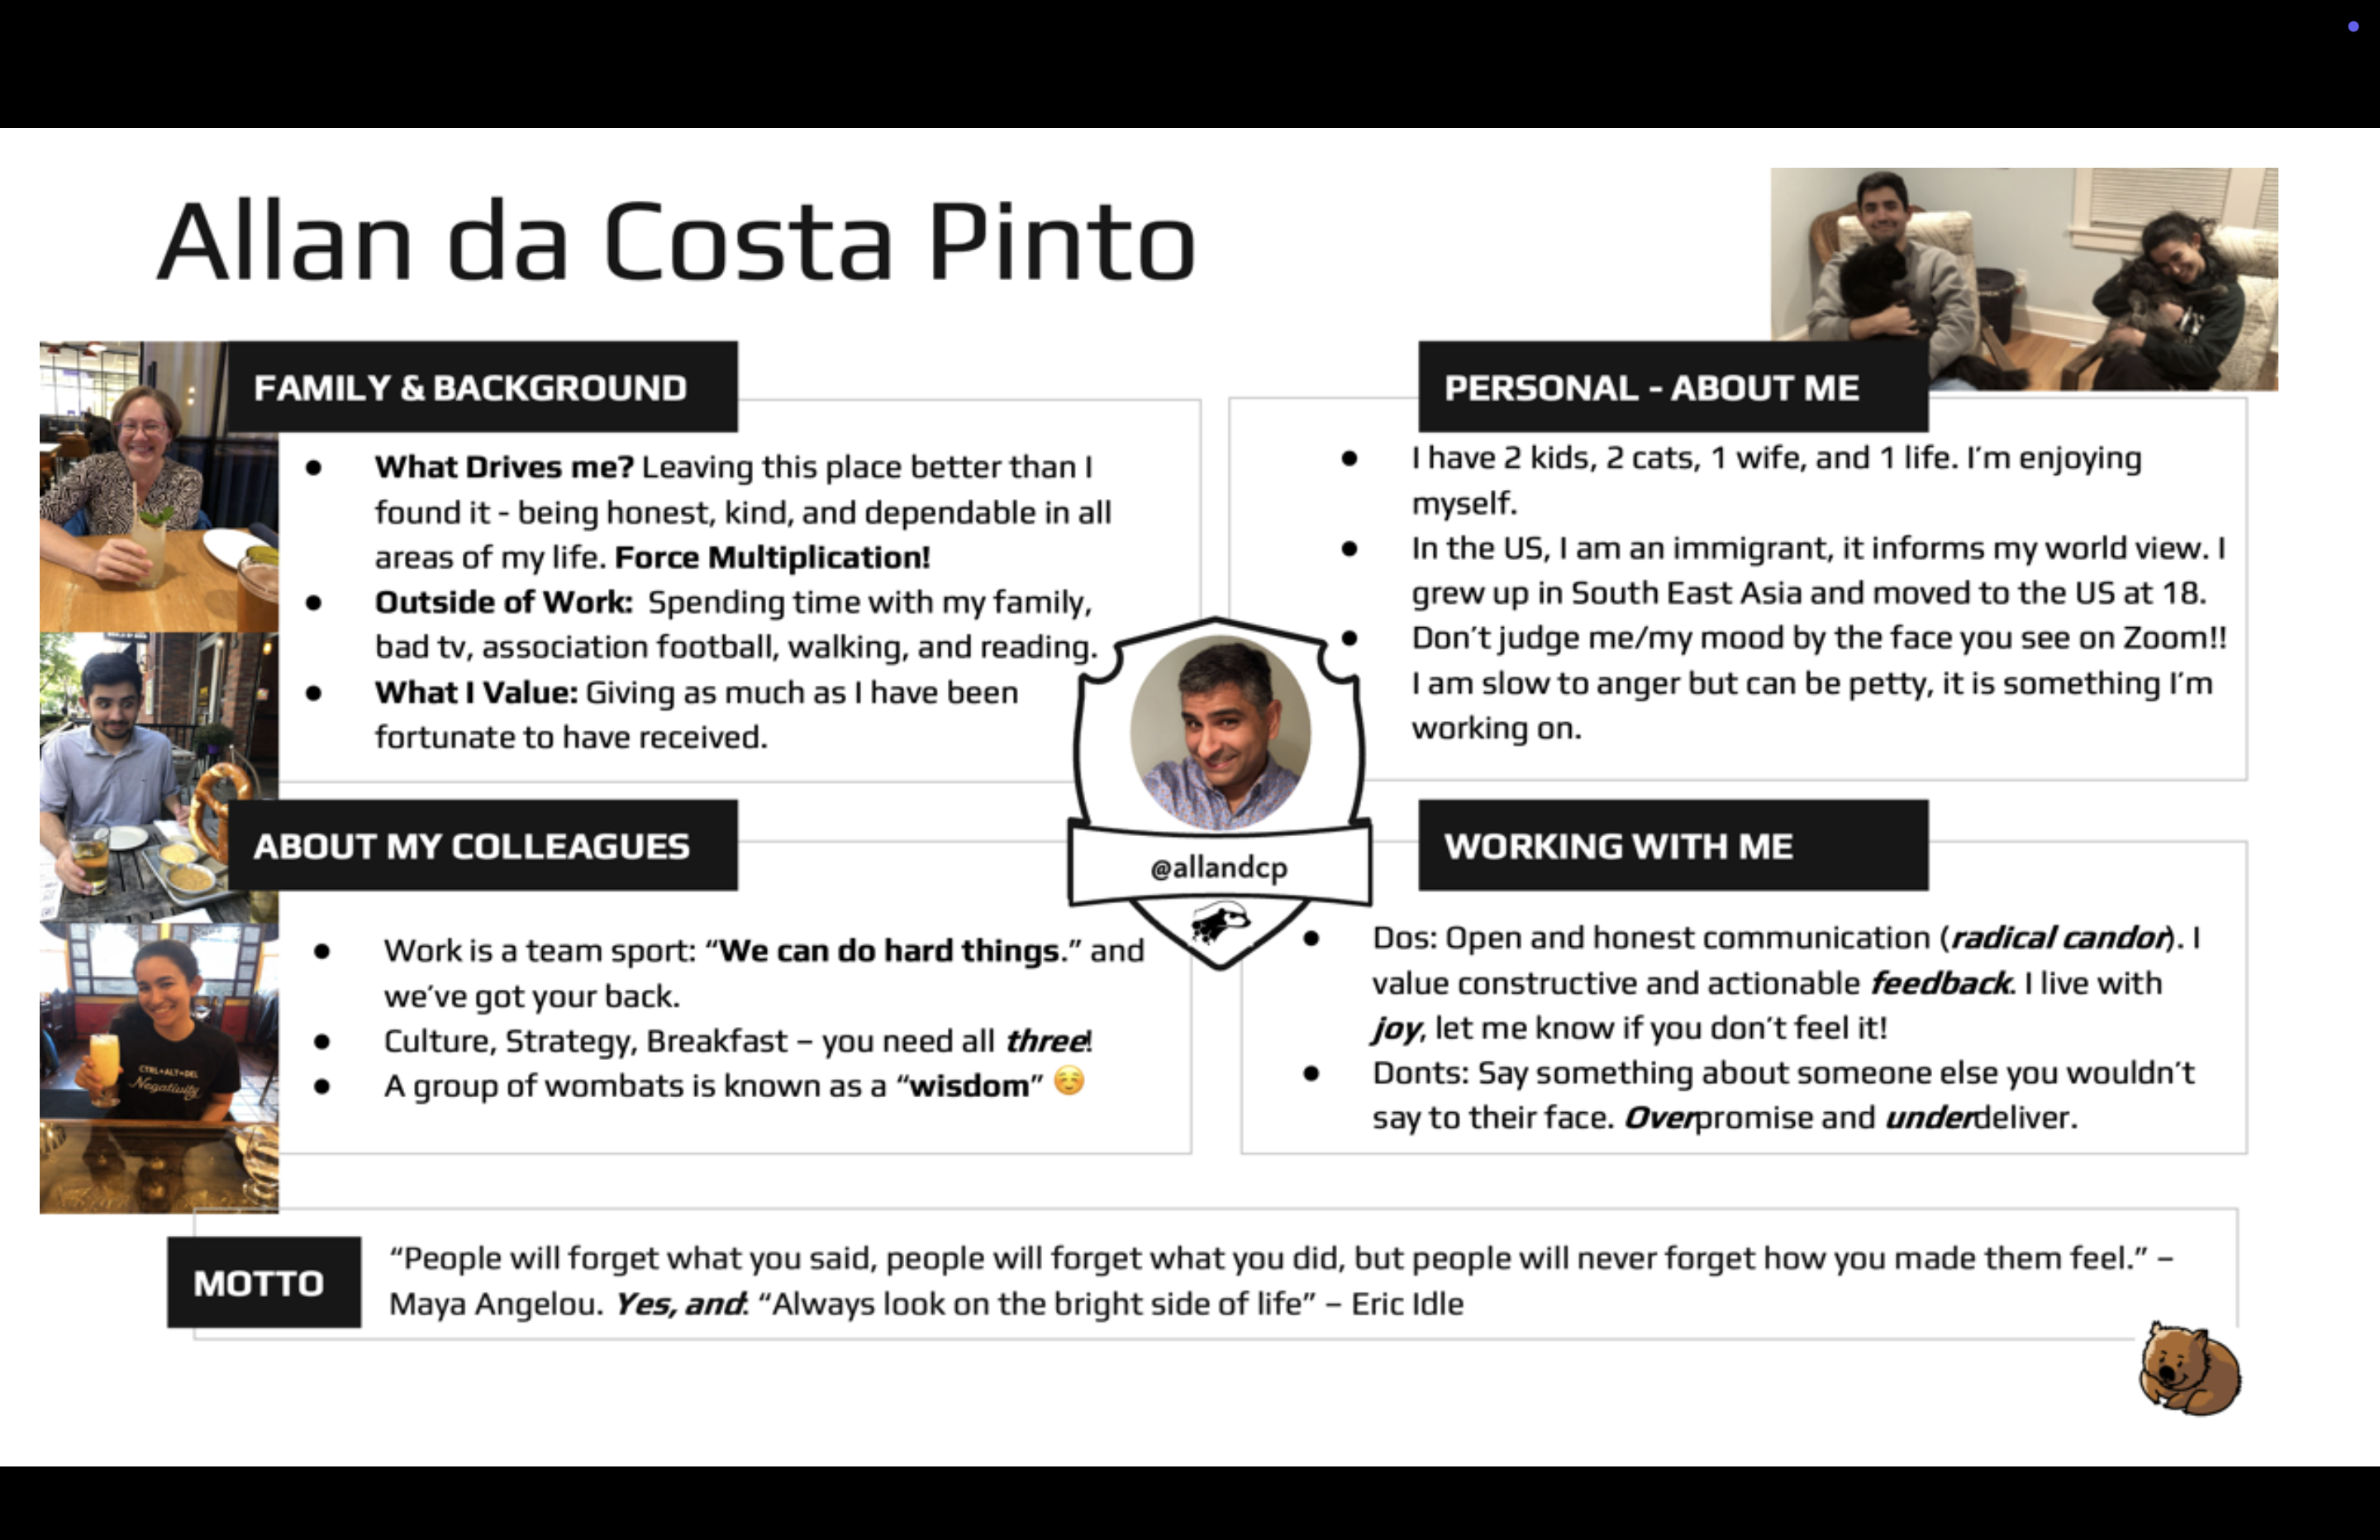 Allan da Costa Pinto
FAMILY & BACKGROUND
● What Drives me? Leaving this place better than I
found it - being honest, kind, and dependable in all
areas of my life. Force Multiplication!
● Outside of Work: Spending time with my family,
bad tv, association football, walking, and reading.
● What I Value: Giving as much as I have been
fortunate to have received.
PERSONAL - ABOUT ME
● I have 2 kids, 2 cats, 1 wife, and 1 life. I’m enjoying
myself.
● In the US, I am an immigrant, it informs my world view. I
grew up in South East Asia and moved to the US at 18.
● Don’t judge me/my mood by the face you see on Zoom!!
I am slow to anger but can be petty, it is something I’m
working on.
@allandcp
ABOUT MY COLLEAGUES
● Work is a team sport: “We can do hard things.” and
we’ve got your back.
● Culture, Strategy, Breakfast – you need all three!
● A group of wombats is known as a “wisdom” ☺️
WORKING WITH ME
● Dos: Open and honest communication (radical candor). I
value constructive and actionable feedback. I live with
joy, let me know if you don’t feel it!
● Donts: Say something about someone else you wouldn’t
say to their face. Overpromise and underdeliver.
CTRL+ALT+DEL
Negativity
MOTTO
“People will forget what you said, people will forget what you did, but people will never forget how you made them feel.” –
Maya Angelou. Yes, and: “Always look on the bright side of life” – Eric Idle